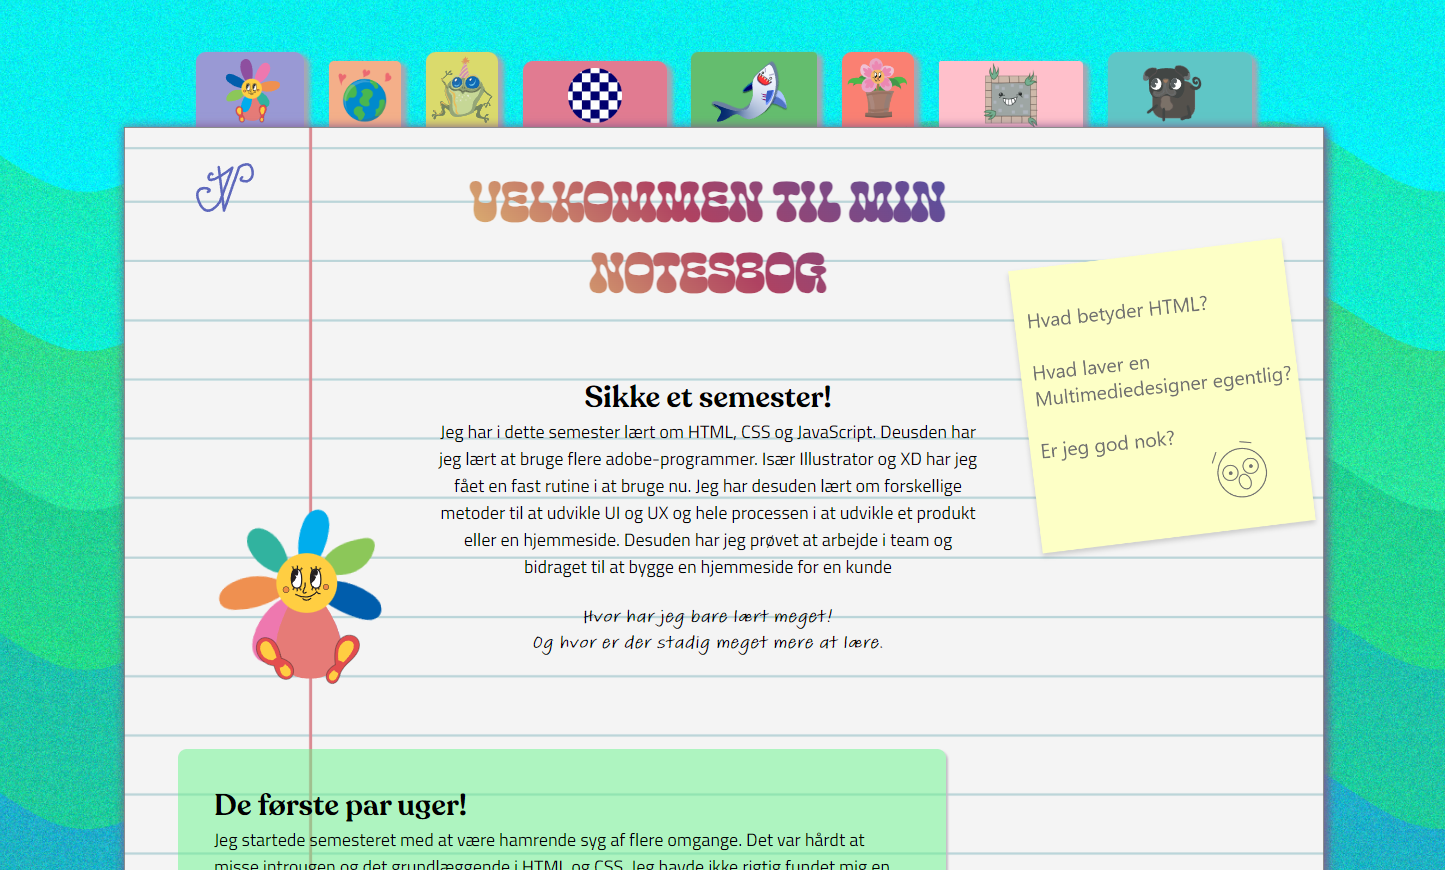 VELKOMMEN TIL MIN
NOTESBOG
Hvad betyder HTML?
Hvad laver en
Multimediedesigner egentlig?
Er jeg god nok?
Sikke et semester!
Jeg har i dette semester lært om HTML, CSS og JavaScript. Deusden har
jeg lært at bruge flere adobe-programmer. Især Illustrator og XD har jeg
fået en fast rutine i at bruge nu. Jeg har desuden lært om forskellige
metoder til at udvikle UI og UX og hele processen i at udvikle et produkt
eller en hjemmeside. Desuden har jeg prøvet at arbejde i team og
bidraget til at bygge en hjemmeside for en kunde
Hvor har jeg bare lært meget!
Og hvor er der stadig meget mere at lære.
De første par uger!
Jeg startede semesteret med at være hamrende syg af flere omgange. Det var hårdt at
misse introugen og det grundlæggende i HTML og CSS. Jeg havde ikke rigtig fundet mig en